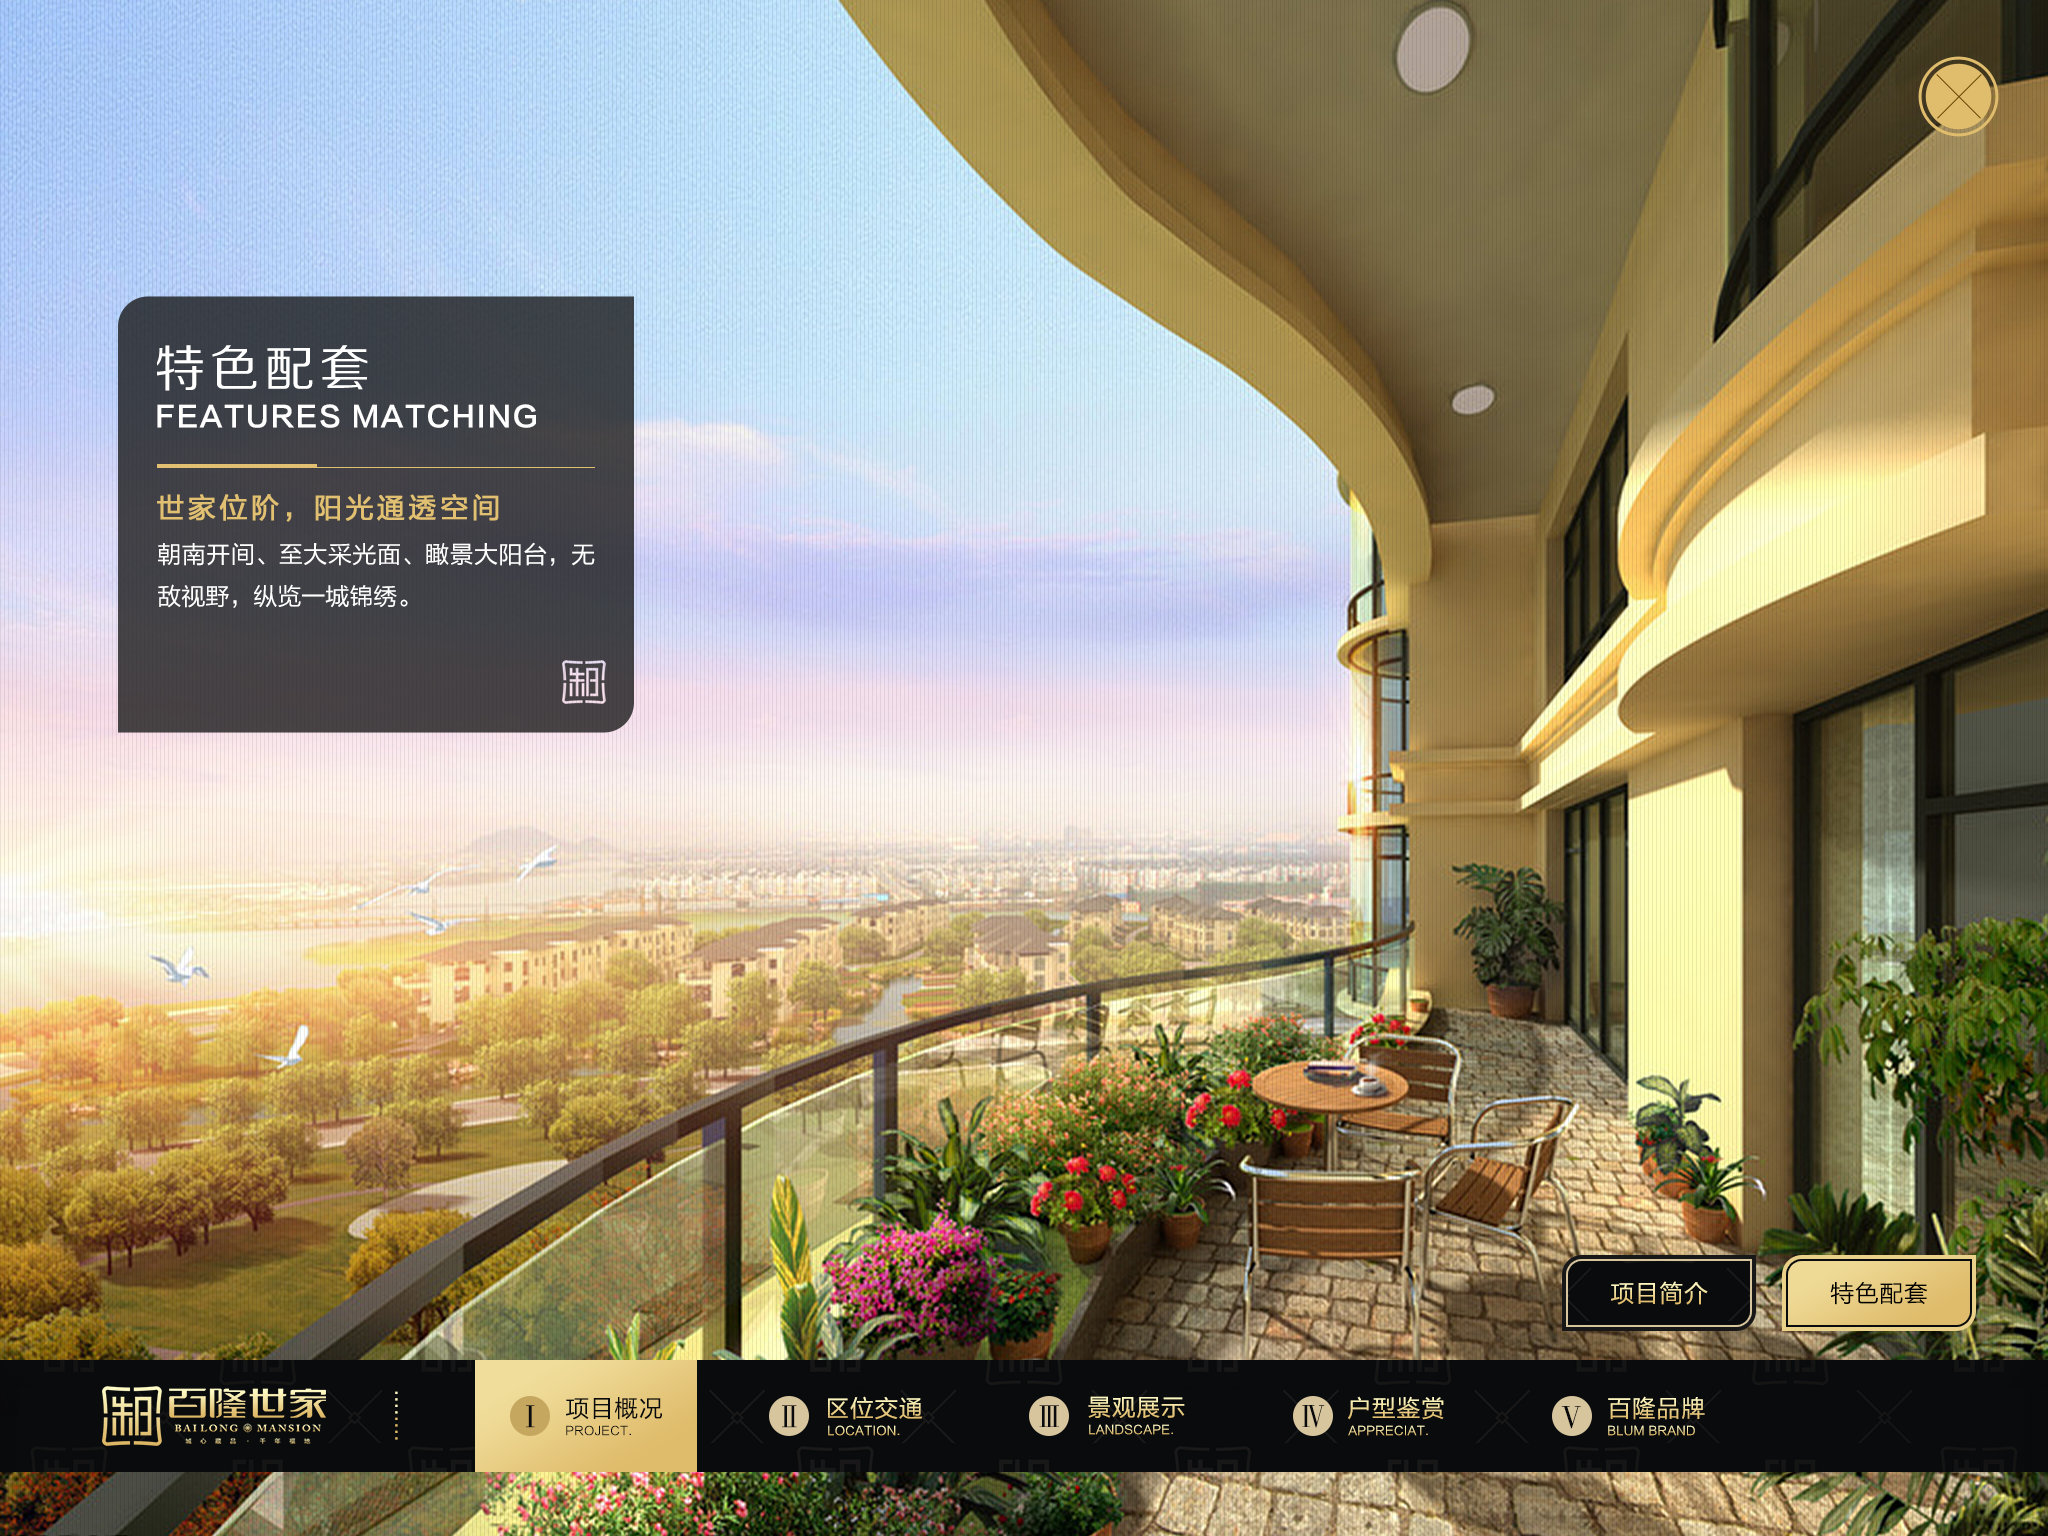 特色配套
FEATURES MATCHING
世家位阶，阳光通透空间
朝南开间、至大采光面、瞰景大阳台，无
敌视野，纵览一城锦绣。
项目简介
特色配套
百隆世家
BAILONG MANSION
I 项目概况
PROJECT.
II 区位交通
LOCATION.
III 景观展示
LANDSCAPE.
IV 户型鉴赏
APPRECIAT.
V 百隆品牌
BLUM BRAND